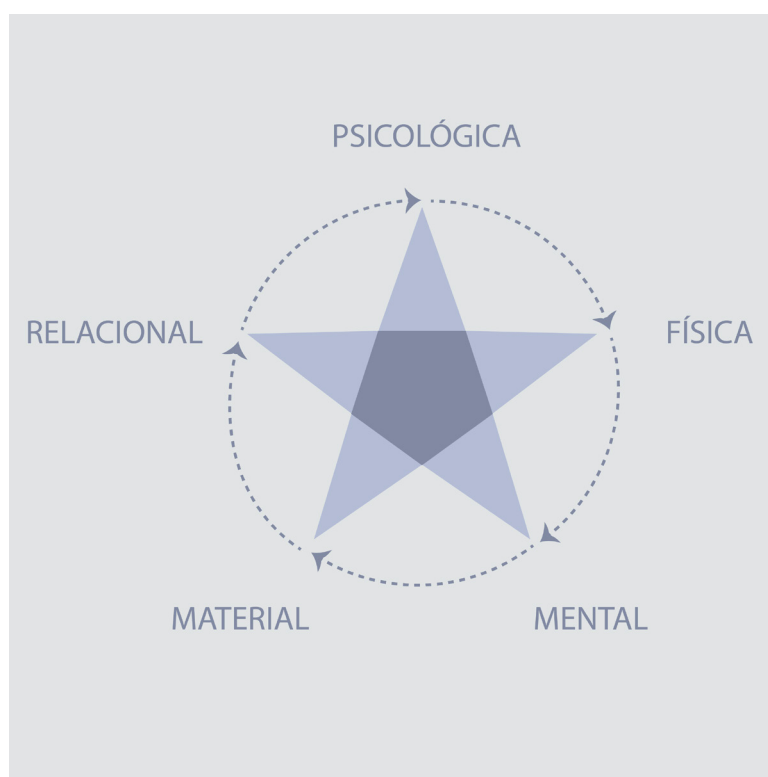 PSICOLÓGICA
RELACIONAL
FÍSICA
MATERIAL
MENTAL